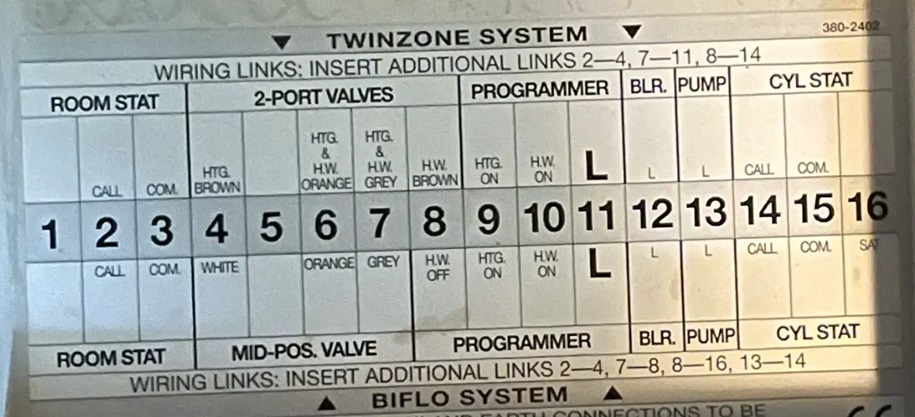 380-2402
▼ TWINZONE SYSTEM ▼
WIRING LINKS: INSERT ADDITIONAL LINKS 2—4, 7—11, 8—14
ROOM STAT 2-PORT VALVES PROGRAMMER BLR. PUMP CYL STAT
CALL COM. HTG. BROWN HTG. & H.W. ORANGE HTG. & H.W. GREY H.W. BROWN HTG. ON H.W. ON L L L CALL COM.
1 2 3 4 5 6 7 8 9 10 11 12 13 14 15 16
CALL COM. WHITE ORANGE GREY H.W. OFF HTG. ON H.W. ON L L L CALL COM. SAT
ROOM STAT MID-POS. VALVE PROGRAMMER BLR. PUMP CYL STAT
WIRING LINKS: INSERT ADDITIONAL LINKS 2—4, 7—8, 8—16, 13—14
▲ BIFLO SYSTEM ▲
CONNECTIONS TO BE